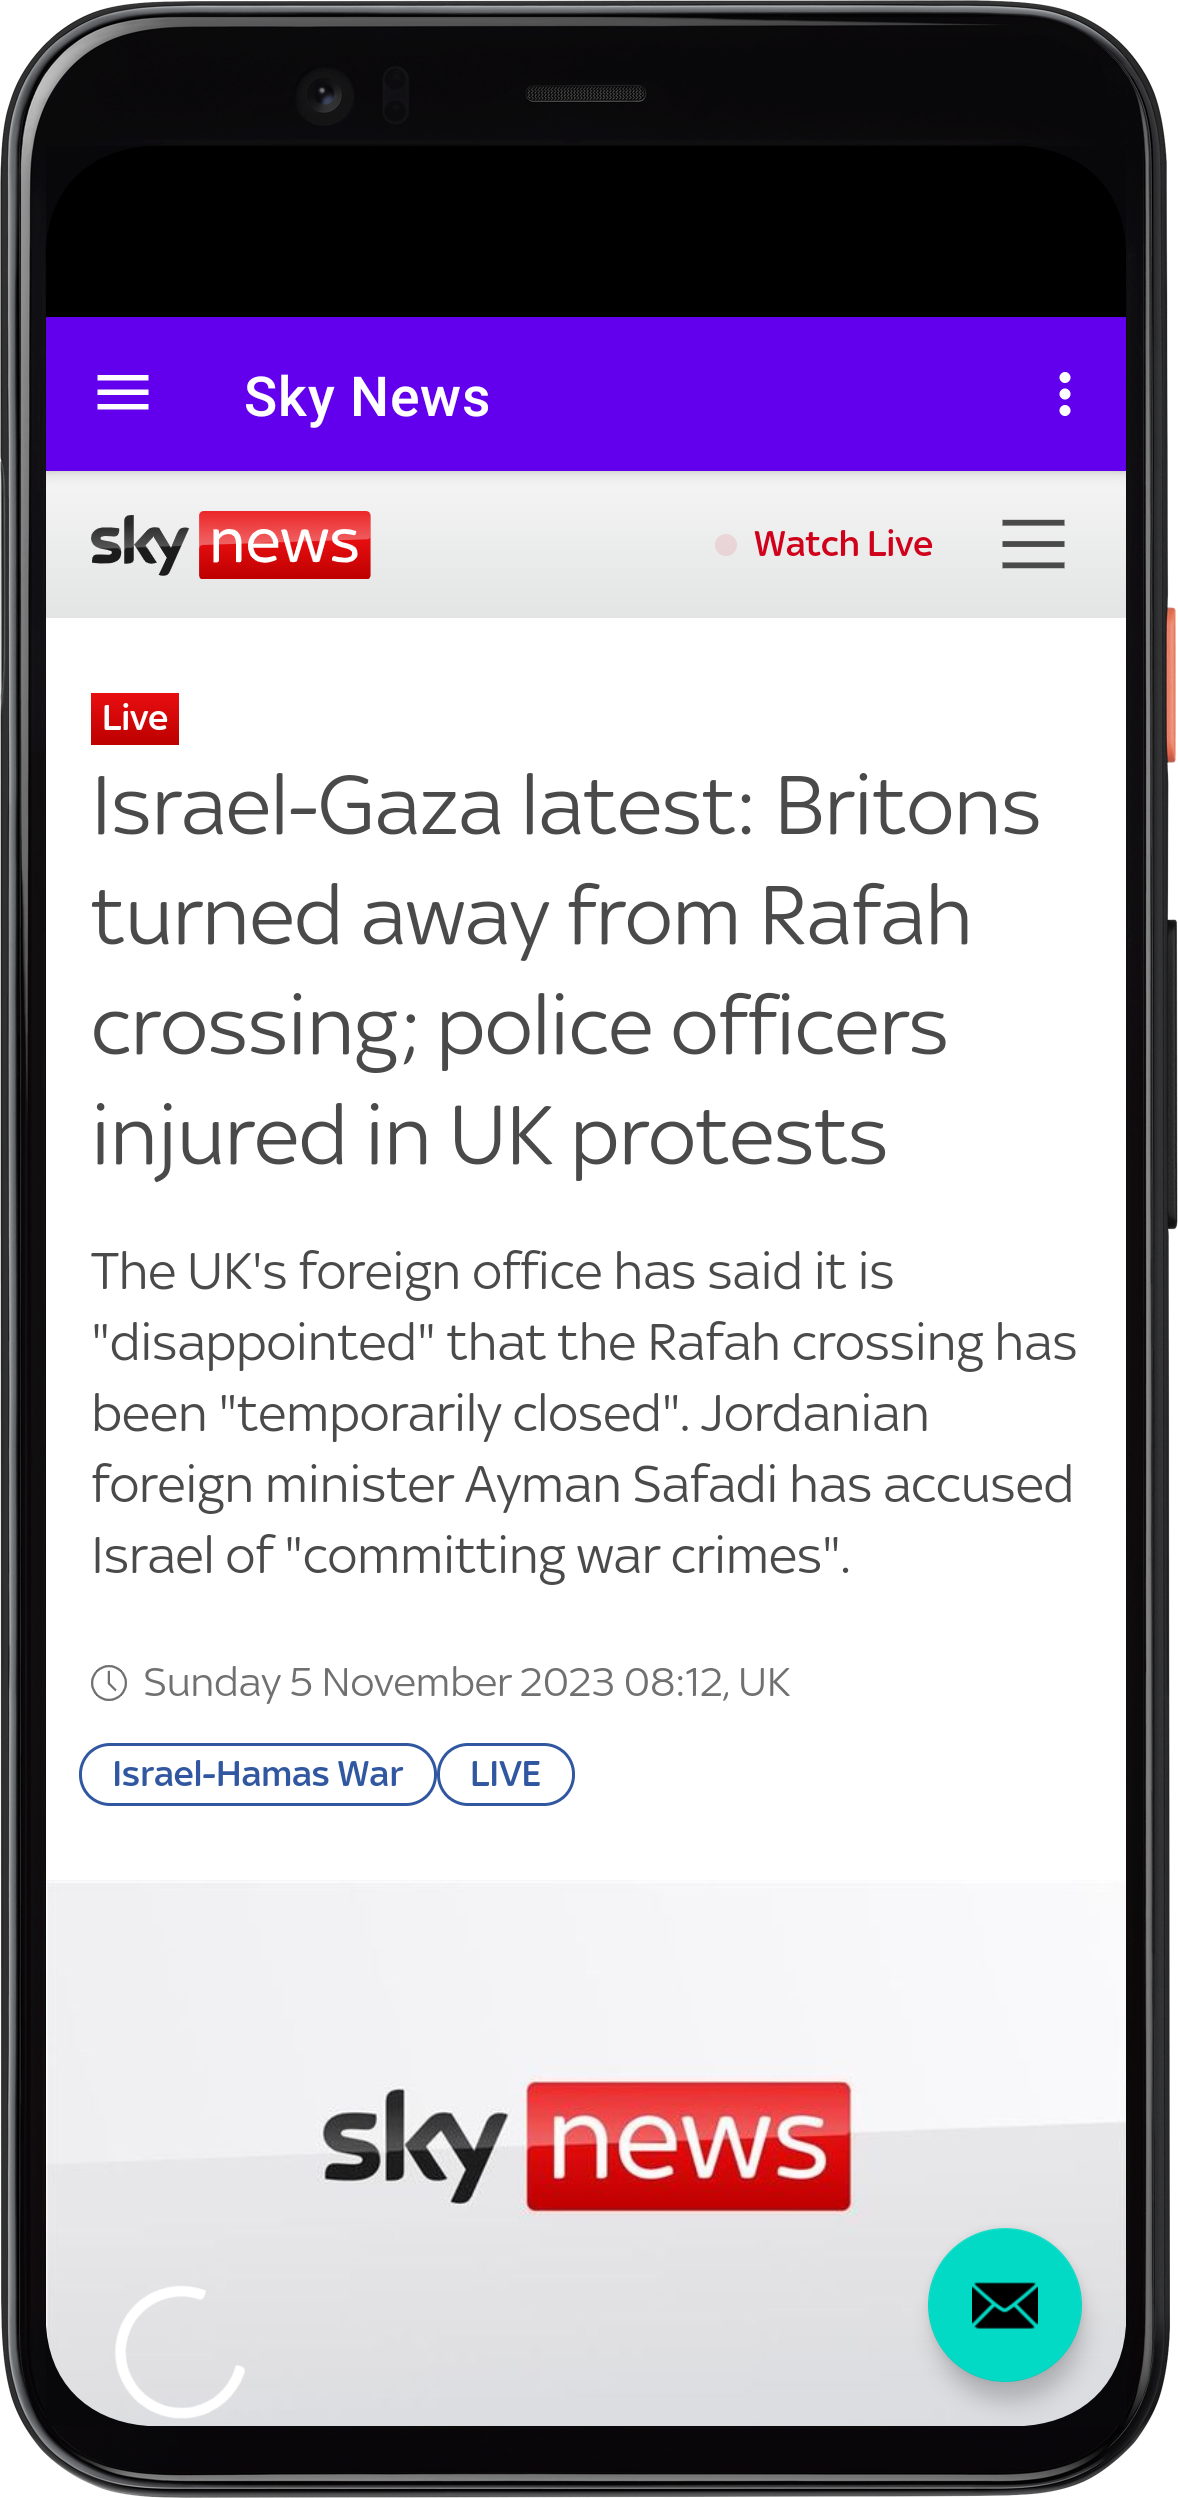 Sky News
sky news
Watch Live
Live
Israel-Gaza latest: Britons
turned away from Rafah
crossing; police officers
injured in UK protests
The UK's foreign office has said it is
"disappointed" that the Rafah crossing has
been "temporarily closed". Jordanian
foreign minister Ayman Safadi has accused
Israel of "committing war crimes".
Sunday 5 November 2023 08:12, UK
Israel-Hamas War LIVE
sky news